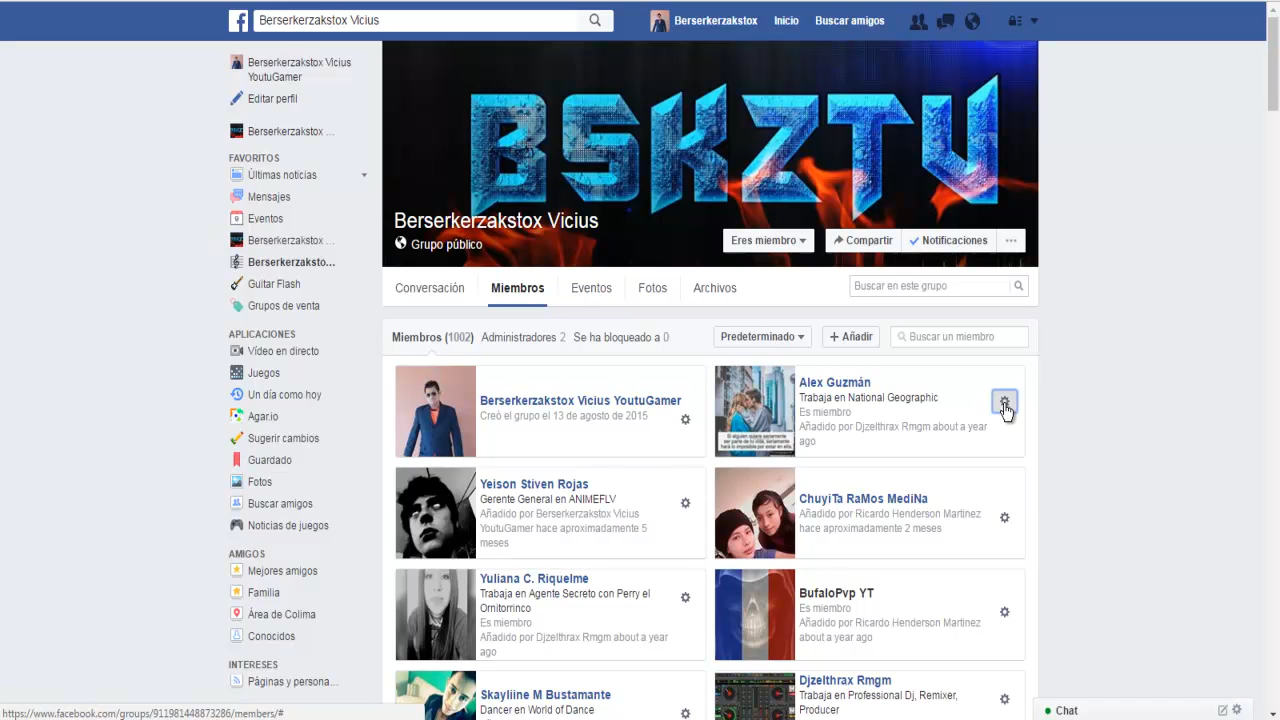 Berserkerzakstox Vicius
Berserkerzakstox
Inicio
Buscar amigos
Berserkerzakstox Vicius
YoutuGamer
Editar perfil
Berserkerzakstox ...
FAVORITOS
Últimas noticias
Mensajes
Eventos
Berserkerzakstox ...
Berserkerzaksto...
Guitar Flash
Grupos de venta
APLICACIONES
Vídeo en directo
Juegos
Un día como hoy
Agar.io
Sugerir cambios
Guardado
Fotos
Buscar amigos
Noticias de juegos
AMIGOS
Mejores amigos
Familia
Área de Colima
Conocidos
INTERESES
Páginas y persona...
BSKZTV
Berserkerzakstox Vicius
Grupo público
Eres miembro
Compartir
Notificaciones
...
Conversación
Miembros
Eventos
Fotos
Archivos
Buscar en este grupo
Miembros (1002)
Administradores 2
Se ha bloqueado a 0
Predeterminado
+ Añadir
Buscar un miembro
Berserkerzakstox Vicius YoutuGamer
Creó el grupo el 13 de agosto de 2015
Alex Guzmán
Trabaja en National Geographic
Es miembro
Añadido por Djzelthrax Rmgm about a year
ago
Yeison Stiven Rojas
Gerente General en ANIMEFLV
Añadido por Berserkerzakstox Vicius
YoutuGamer hace aproximadamente 5
meses
ChuyiTa RaMos MediNa
Añadido por Ricardo Henderson Martinez
hace aproximadamente 2 meses
Yuliana C. Riquelme
Trabaja en Agente Secreto con Perry el
Ornitorrinco
Es miembro
Añadido por Djzelthrax Rmgm about a year
ago
BufaloPvp YT
Es miembro
Añadido por Ricardo Henderson Martinez
about a year ago
Skayliine M Bustamante
Dancer en World of Dance
Djzelthrax Rmgm
Trabaja en Professional Dj, Remixer,
Producer
Chat
https://www.facebook.com/groups/911981448873286/members/#